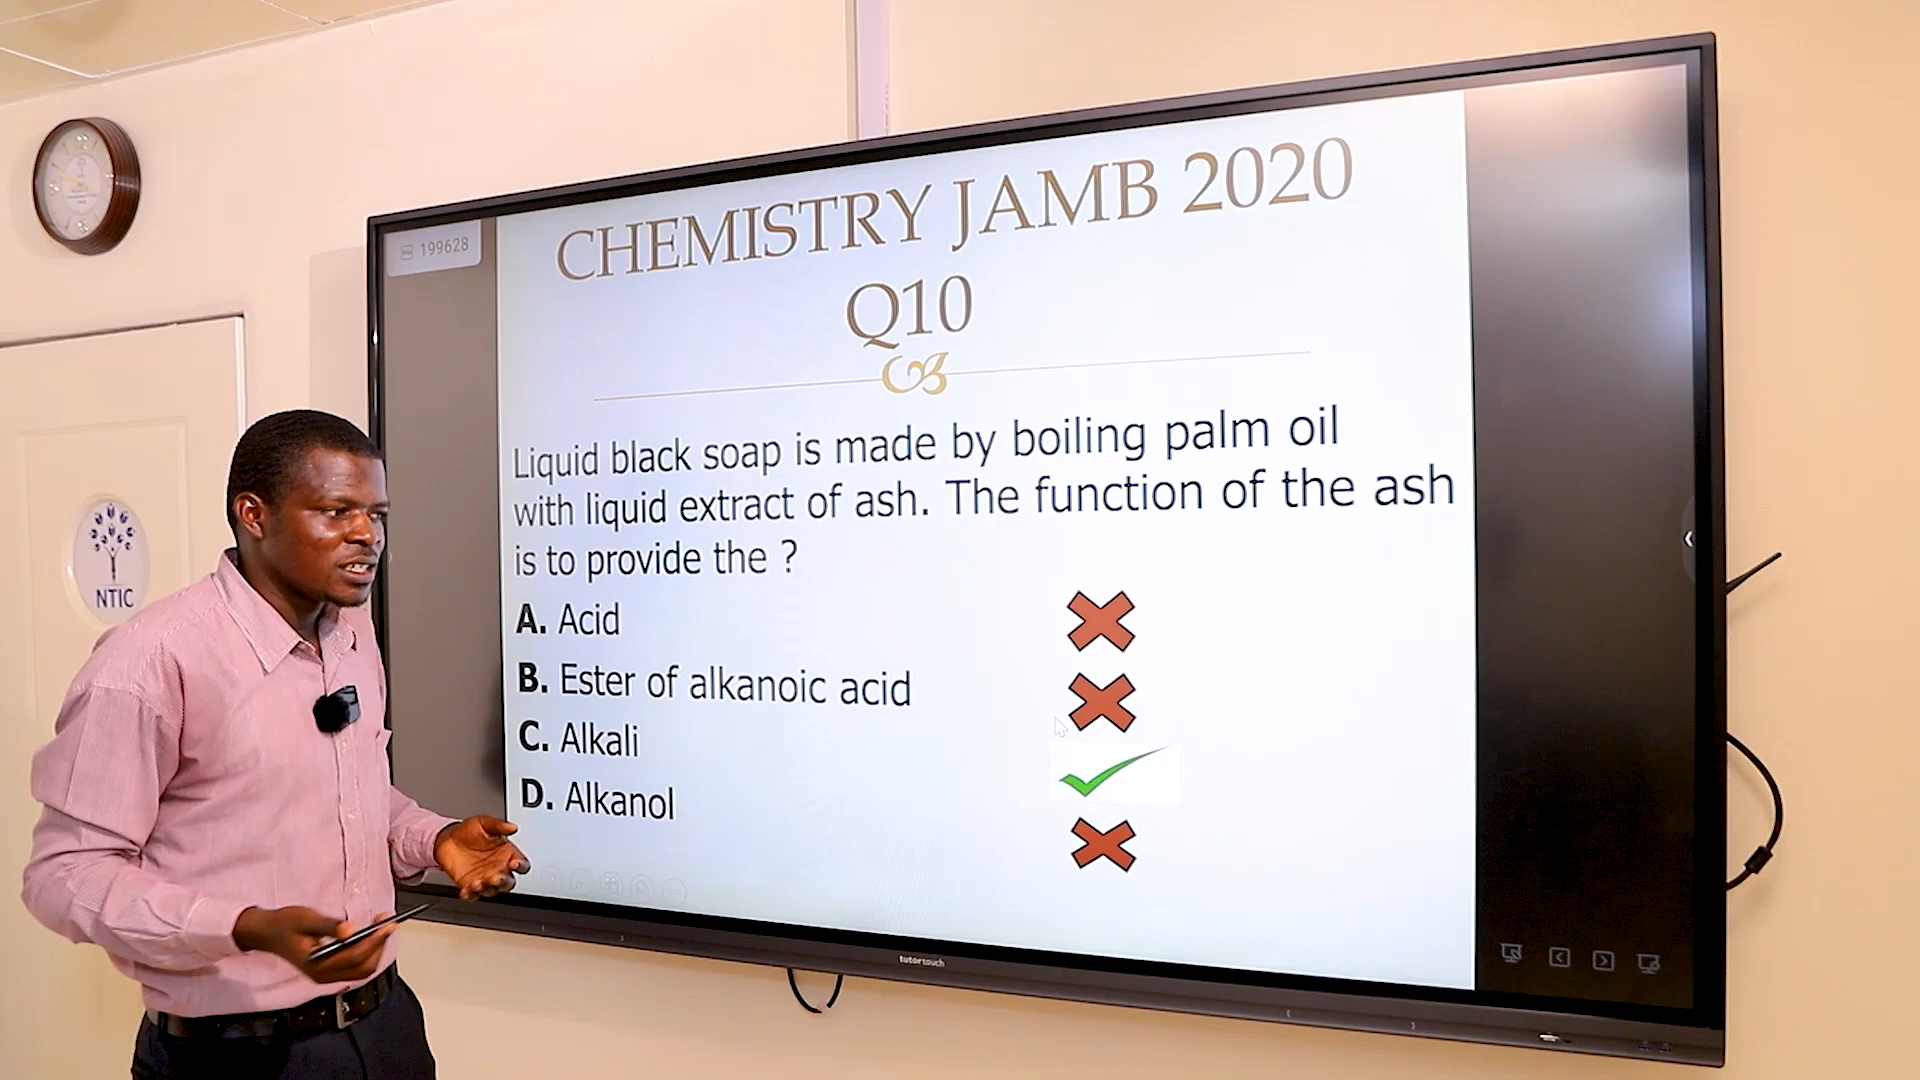 199628
CHEMISTRY JAMB 2020
Q10
Liquid black soap is made by boiling palm oil
with liquid extract of ash. The function of the ash
is to provide the ?
A. Acid
B. Ester of alkanoic acid
C. Alkali
D. Alkanol
NTIC
tutortouch